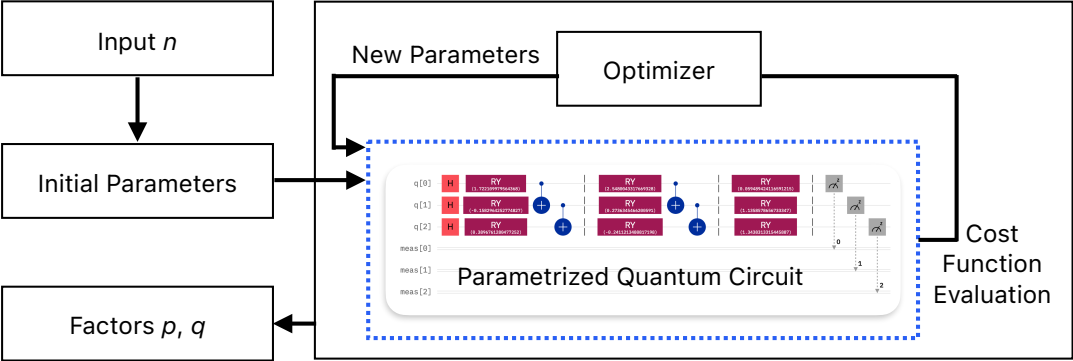 Input n
New Parameters
Optimizer
Initial Parameters
q[0] H RY RY RY z
q[1] H RY RY RY z
q[2] H RY RY RY z
meas[0] 0
meas[1] 1
meas[2] 2
Parametrized Quantum Circuit
Cost
Function
Evaluation
Factors p, q